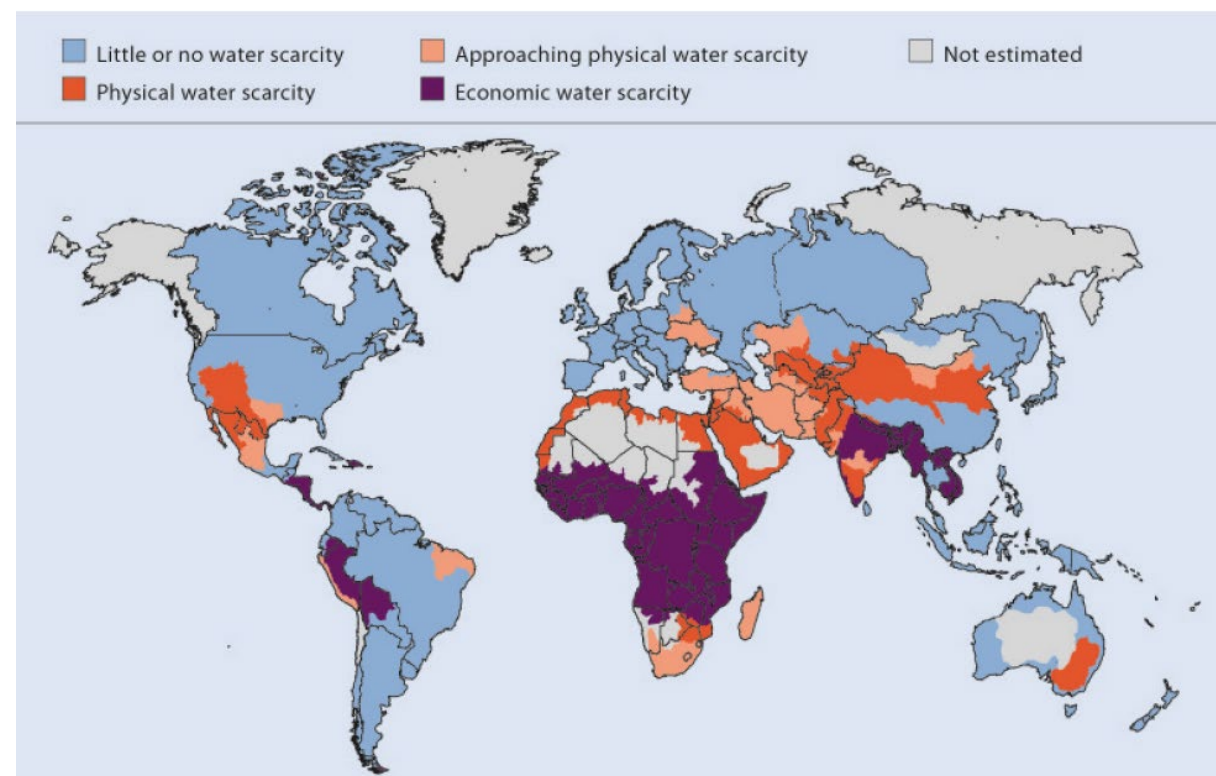 Little or no water scarcity
Approaching physical water scarcity
Not estimated
Physical water scarcity
Economic water scarcity